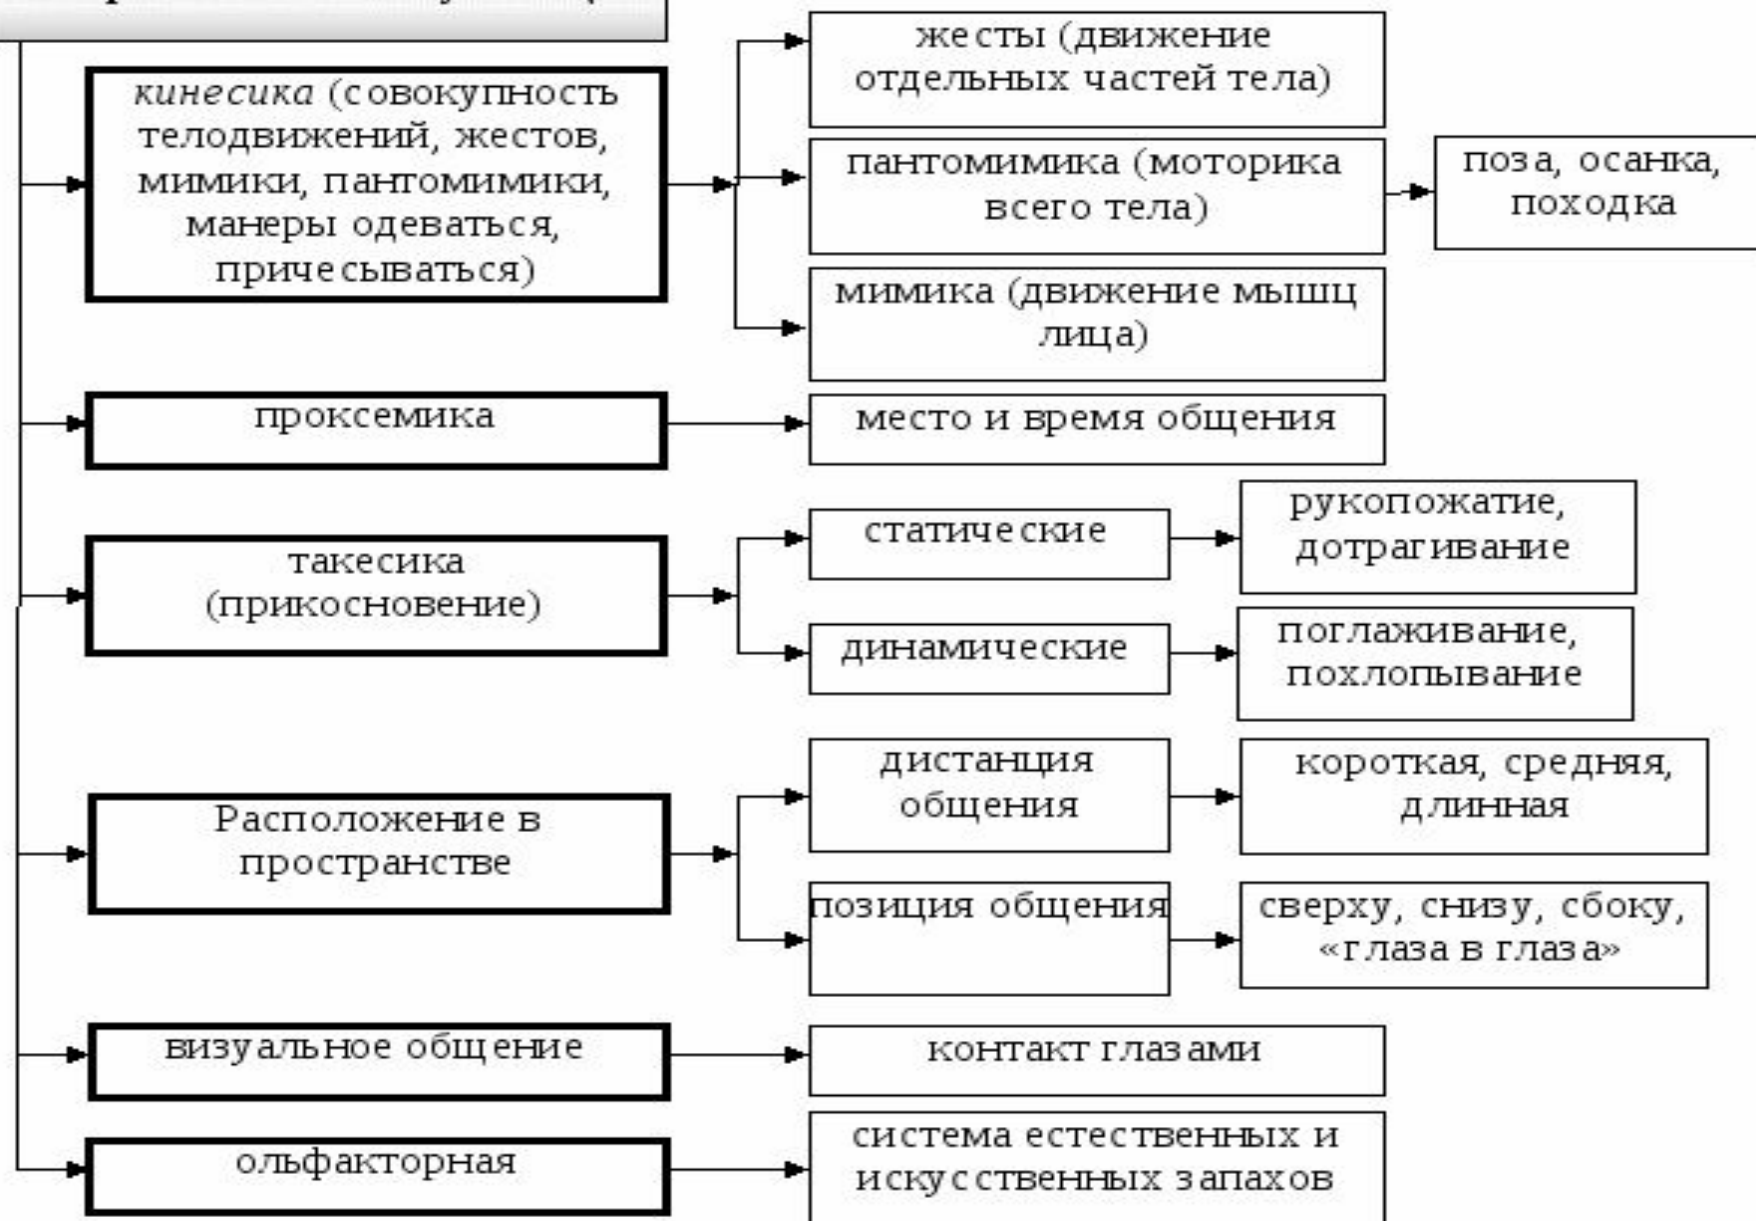 кинесика (совокупность
телодвижений, жестов,
мимики, пантомимики,
манеры одеваться,
причесываться)
жесты (движение
отдельных частей тела)
пантомимика (моторика
всего тела)
поза, осанка,
походка
мимика (движение мышц
лица)
проксемика
место и время общения
такесика
(прикосновение)
статические
рукопожатие,
дотрагивание
динамические
поглаживание,
похлопывание
Расположение в
пространстве
дистанция
общения
короткая, средняя,
длинная
позиция общения
сверху, снизу, сбоку,
«глаза в глаза»
визуальное общение
контакт глазами
ольфакторная
система естественных и
искусственных запахов